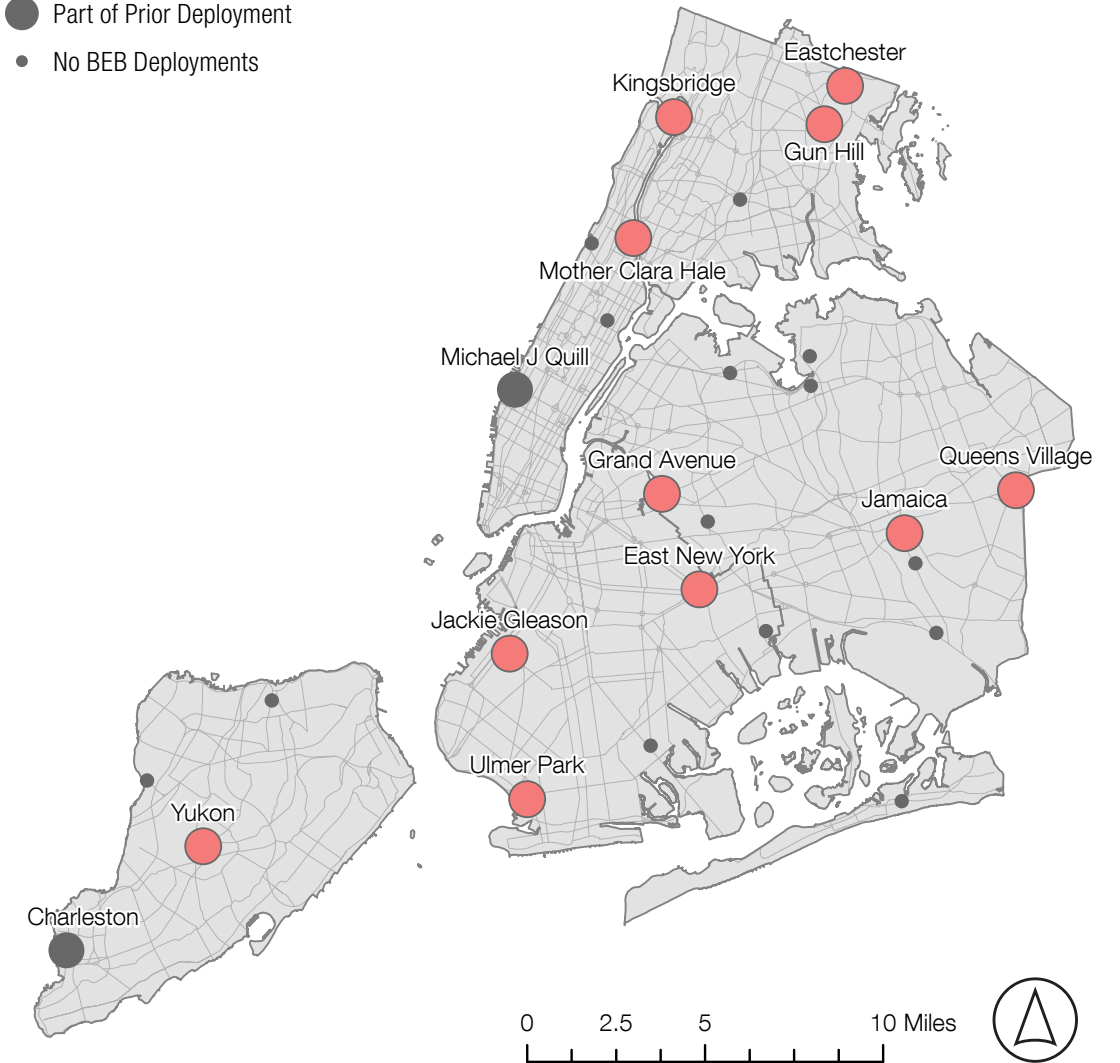 Part of Prior Deployment
No BEB Deployments
Eastchester
Kingsbridge
Gun Hill
Mother Clara Hale
Michael J Quill
Grand Avenue
Queens Village
Jamaica
East New York
Jackie Gleason
Ulmer Park
Yukon
Charleston
0 2.5 5 10 Miles